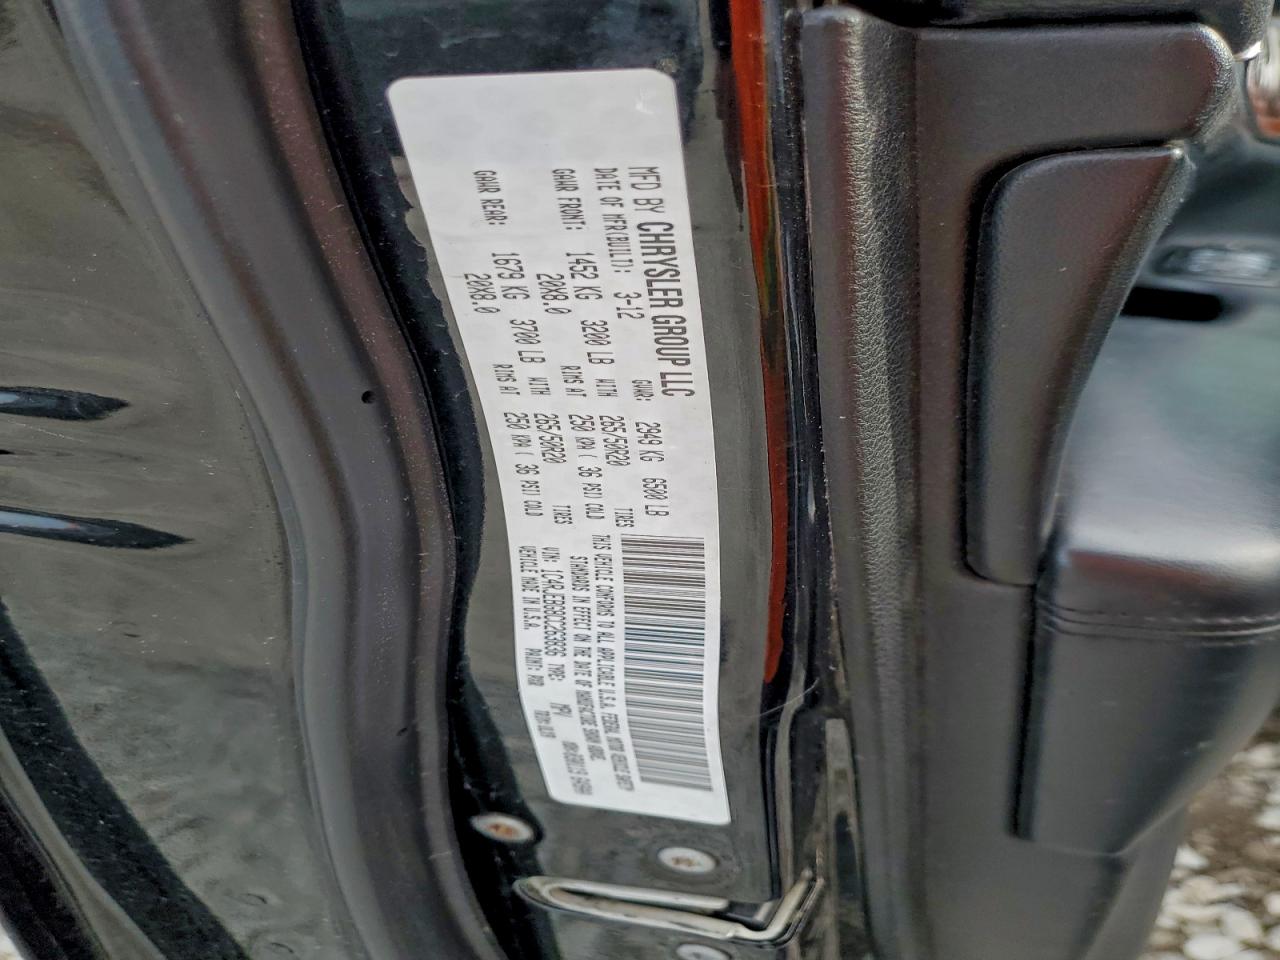 MFD BY CHRYSLER GROUP LLC
DATE OF MFR(BUILT): 3-12 GVWR: 2949 KG 6500 LB
GAWR FRONT: 1452 KG 3200 LB WITH 265/50R20 TIRES
20X8.0 RIMS AT 250 KPA( 36 PSI) COLD
GAWR REAR: 1679 KG 3700 LB WITH 265/50R20 TIRES
20X8.0 RIMS AT 250 KPA( 36 PSI) COLD
THIS VEHICLE CONFORMS TO ALL APPLICABLE U.S.A. FEDERAL MOTOR VEHICLE SAFETY
STANDARDS IN EFFECT ON THE DATE OF MANUFACTURE SHOWN ABOVE.
VIN: TYPE: MPV
VEHICLE MADE IN U.S.A. PAINT: